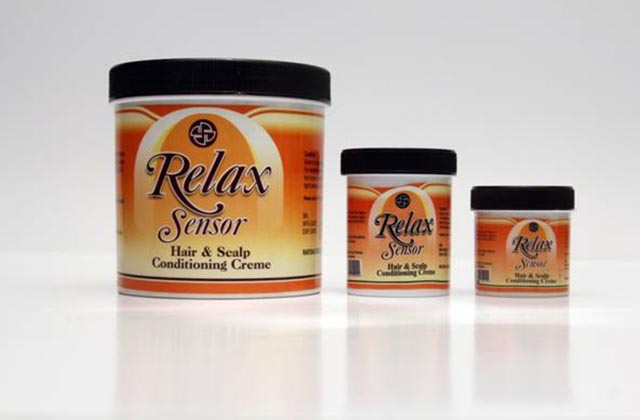 Relax
Sensor
Hair & Scalp
Conditioning Creme
Relax
Sensor
Hair & Scalp
Conditioning Creme
Relax
Sensor
Hair & Scalp
Conditioning Creme